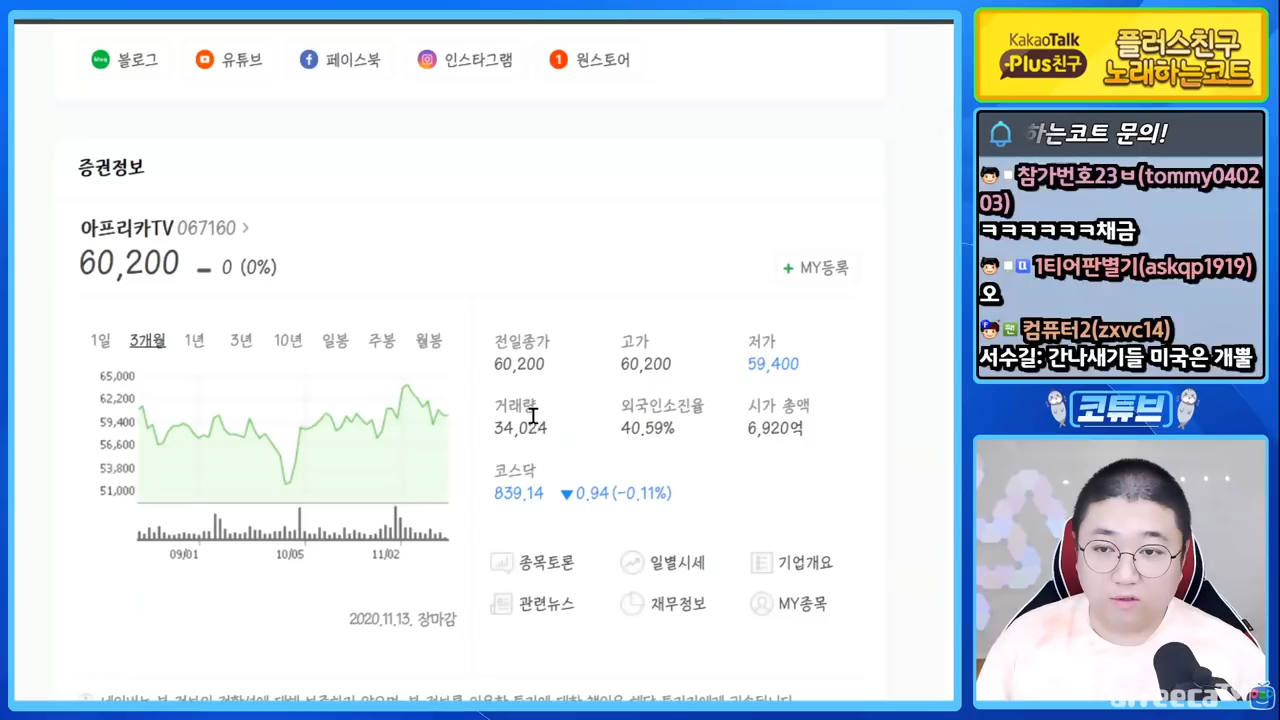 블로그
유튜브
페이스북
인스타그램
원스토어
증권정보
아프리카TV 067160 >
60,200 - 0 (0%)
+ MY등록
1일 3개월 1년 3년 10년 일봉 주봉 월봉
65,000
62,200
59,400
56,600
53,800
51,000
09/01 10/05 11/02
2020.11.13. 장마감
전일종가 고가 저가
60,200 60,200 59,400
거래량 외국인소진율 시가 총액
34,024 40.59% 6,920억
코스닥
839.14 ▼0.94(-0.11%)
종목토론 일별시세 기업개요
관련뉴스 재무정보 MY종목
KakaoTalk
Plus친구
플러스친구
노래하는코트
하는코트 문의!
참가번호23ㅂ(tommy0402
03)
ㅋㅋㅋㅋㅋㅋ채금
1티어판별기(askqp1919)
오
팬 컴퓨터2(zxvc14)
서수길: 간나새기들 미국은 개뿔
코튜브